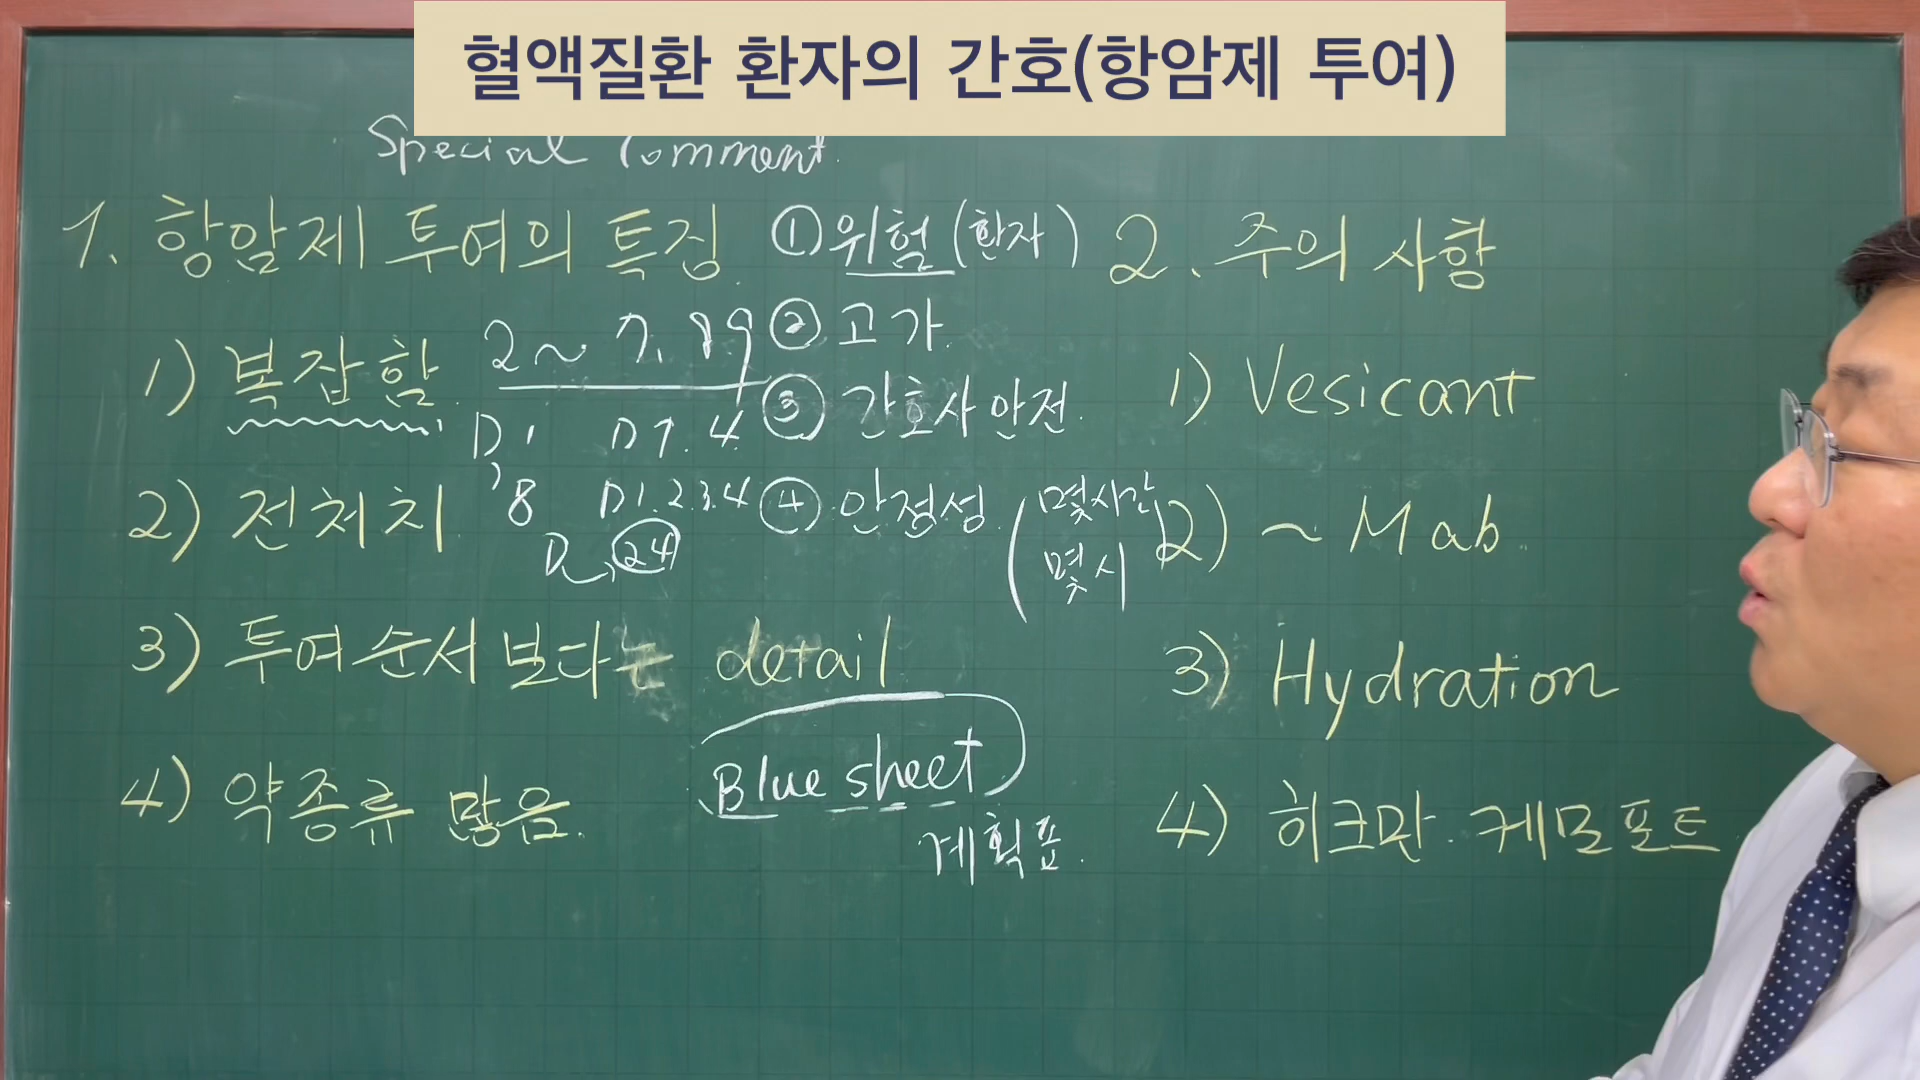 혈액질환 환자의 간호(항암제 투여)
Special Comment.
1. 항암제 투여의 특징.
1) 복잡함.
2 ~ 7. 8 9
D1 D 7. 4
, 8 D1.2.3.4
D, 24
2) 전처치
3) 투여순서 보다는 detail
Blue sheet
계획표.
4) 약종류 많음.
① 위험 (환자)
② 고가.
③ 간호사 안전.
④ 안정성. (몇시간
몇시
2. 주의사항
1) Vesicant
2) ~ Mab.
3) Hydration
4) 히크만. 케모포트.